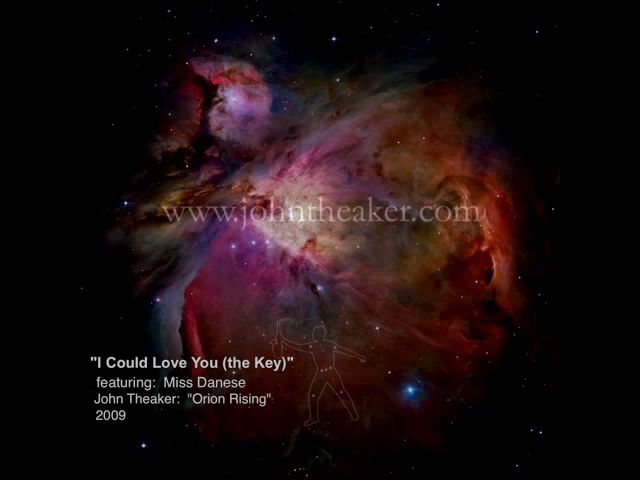 www.johntheaker.com
"I Could Love You (the Key)"
featuring: Miss Danese
John Theaker: "Orion Rising"
2009